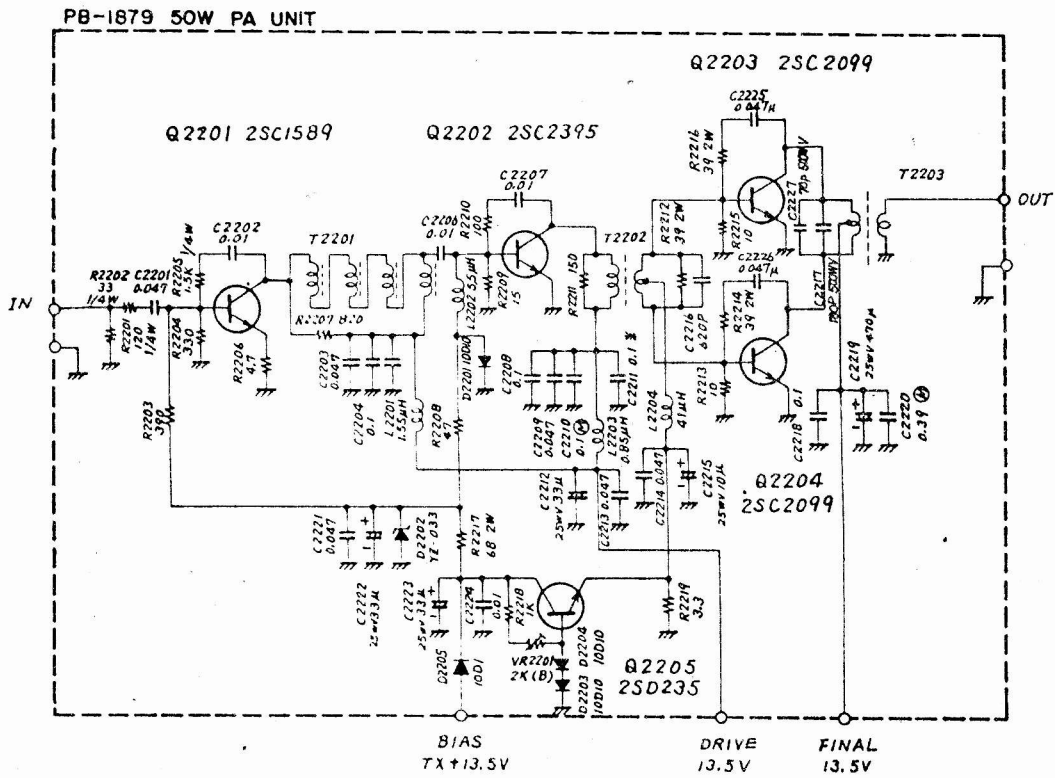 PB-1879 50W PA UNIT
Q2203 2SC2099
C2225
0.047μ
Q2201 2SC1589
Q2202 2SC2395
R2216
39 2W
C2207
0.01
R2210
100
C2227
70P 500WV
T2203
OUT
C2202
0.01
R2205
1.5K 1/4W
T2201
C2206
0.01
T2202
R2212
39 2W
R2215
10
C2226
0.047μ
IN
R2202
33
1/4W
C2201
0.047
R2201
120
1/4W
R2204
330
R2206
4.7
R2207 820
L2202 55μH
R2209
15
R2211 150
C2216
620P
R2214
39 2W
C2217
500WV
C2219
25WV 470μ
R2203
390
C2203
0.047
C2204
0.1
L2201
1.55μH
R2208
47
C2208
0.1
C2209
0.047
C2210
0.1 M
L2203
0.85μH
C2211 0.1
L2204
41μH
R2213
10
C2218
0.1
C2220
0.39 M
C2221
0.047
C2222
25WV 33μ
D2202
YZ-033
R2217
68 2W
C2212
25WV 33μ
C2213 0.047
C2214 0.047
C2215
25WV 10μ
Q2204
2SC2099
C2223
25WV 33μ
C2224
0.01
R2218
1K
R2219
3.3
D2205
10D1
VR2201
2K(B)
D2204
10D10
D2203
10D10
Q2205
2SD235
BIAS
TX+13.5V
DRIVE
13.5V
FINAL
13.5V